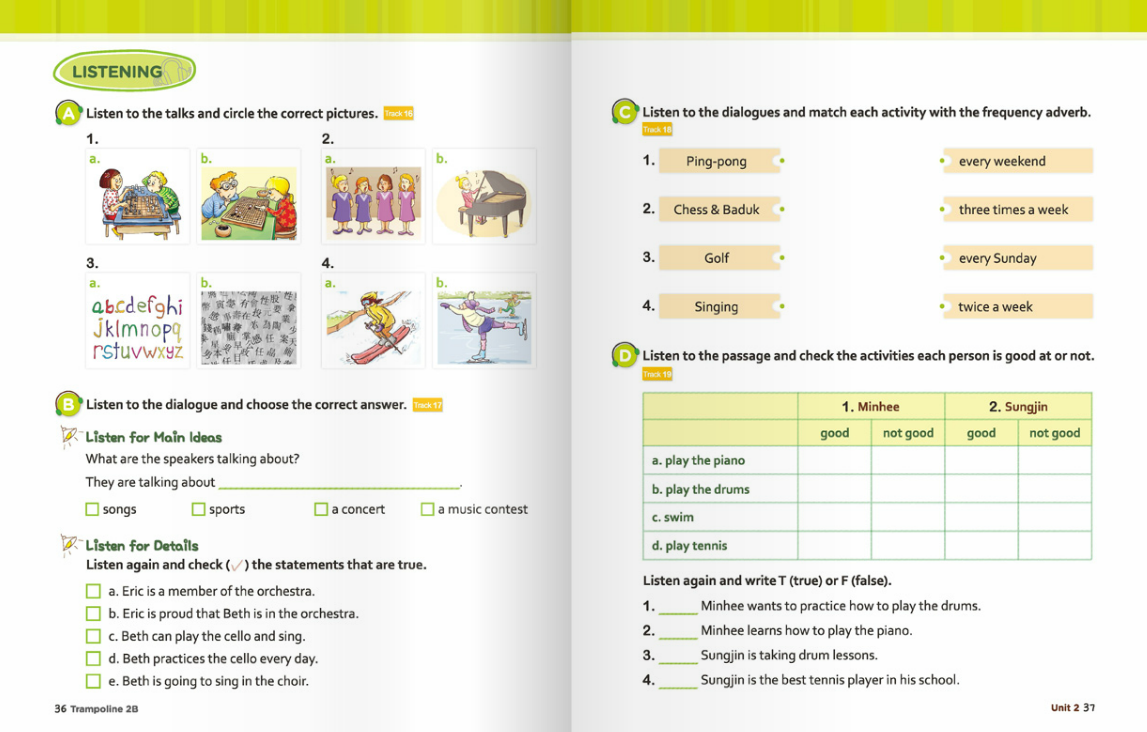 LISTENING
A Listen to the talks and circle the correct pictures. Track 16
1.
a.
b.
2.
a.
b.
3.
a.
abcdefghi
jklmnopq
rstuvwxyz
b.
4.
a.
b.
B Listen to the dialogue and choose the correct answer. Track 17
Listen for Main Ideas
What are the speakers talking about?
They are talking about ____________________.
songs sports a concert a music contest
Listen for Details
Listen again and check (✓) the statements that are true.
a. Eric is a member of the orchestra.
b. Eric is proud that Beth is in the orchestra.
c. Beth can play the cello and sing.
d. Beth practices the cello every day.
e. Beth is going to sing in the choir.
36 Trampoline 2B
C Listen to the dialogues and match each activity with the frequency adverb.
Track 18
1. Ping-pong every weekend
2. Chess & Baduk three times a week
3. Golf every Sunday
4. Singing twice a week
D Listen to the passage and check the activities each person is good at or not.
Track 19
1. Minhee 2. Sungjin
good not good good not good
a. play the piano
b. play the drums
c. swim
d. play tennis
Listen again and write T (true) or F (false).
1. ______ Minhee wants to practice how to play the drums.
2. ______ Minhee learns how to play the piano.
3. ______ Sungjin is taking drum lessons.
4. ______ Sungjin is the best tennis player in his school.
Unit 2 37